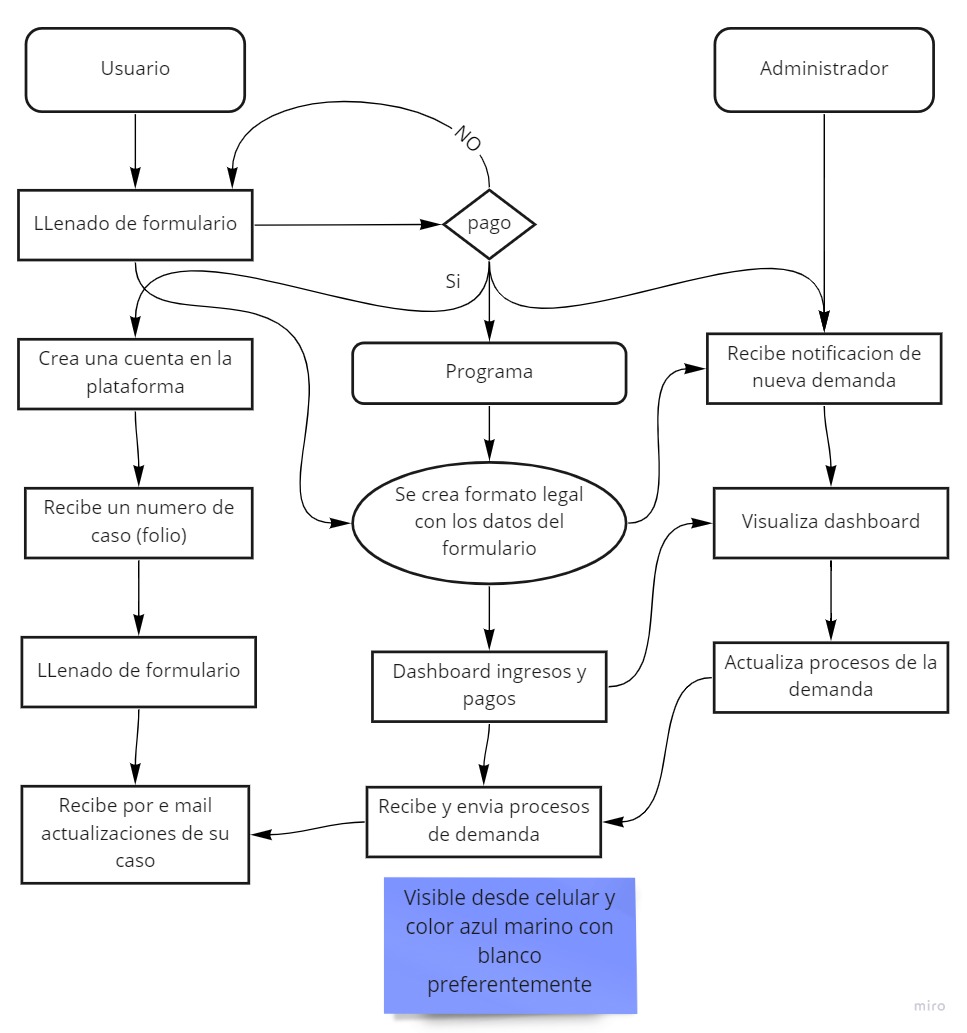 Usuario
Administrador
NO
LLenado de formulario
pago
Si
Crea una cuenta en la
plataforma
Programa
Recibe notificacion de
nueva demanda
Recibe un numero de
caso (folio)
Se crea formato legal
con los datos del
formulario
Visualiza dashboard
LLenado de formulario
Dashboard ingresos y
pagos
Actualiza procesos de la
demanda
Recibe por e mail
actualizaciones de su
caso
Recibe y envia procesos
de demanda
Visible desde celular y
color azul marino con
blanco
preferentemente
miro